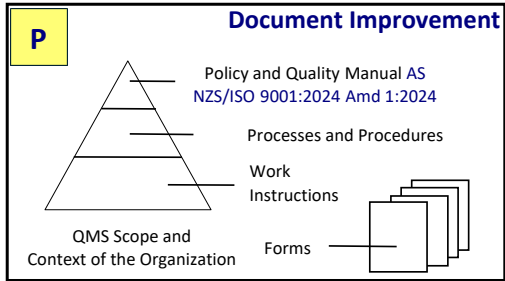 P
Document Improvement
Policy and Quality Manual AS
NZS/ISO 9001:2024 Amd 1:2024
Processes and Procedures
Work
Instructions
QMS Scope and
Context of the Organization
Forms